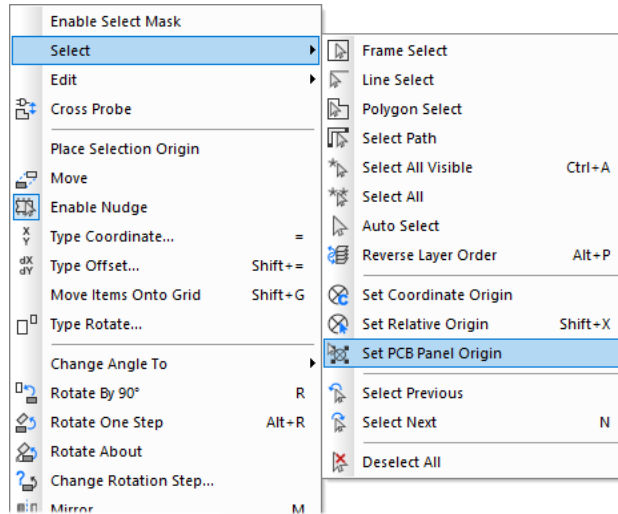 Enable Select Mask
Select
Edit
Cross Probe
Place Selection Origin
Move
Enable Nudge
X Y Type Coordinate... =
dX dY Type Offset... Shift+=
Move Items Onto Grid Shift+G
Type Rotate...
Change Angle To
Rotate By 90° R
Rotate One Step Alt+R
Rotate About
? Change Rotation Step...
Mirror M
Frame Select
Line Select
Polygon Select
Select Path
Select All Visible Ctrl+A
Select All
Auto Select
Reverse Layer Order Alt+P
Set Coordinate Origin
Set Relative Origin Shift+X
Set PCB Panel Origin
Select Previous
Select Next N
Deselect All